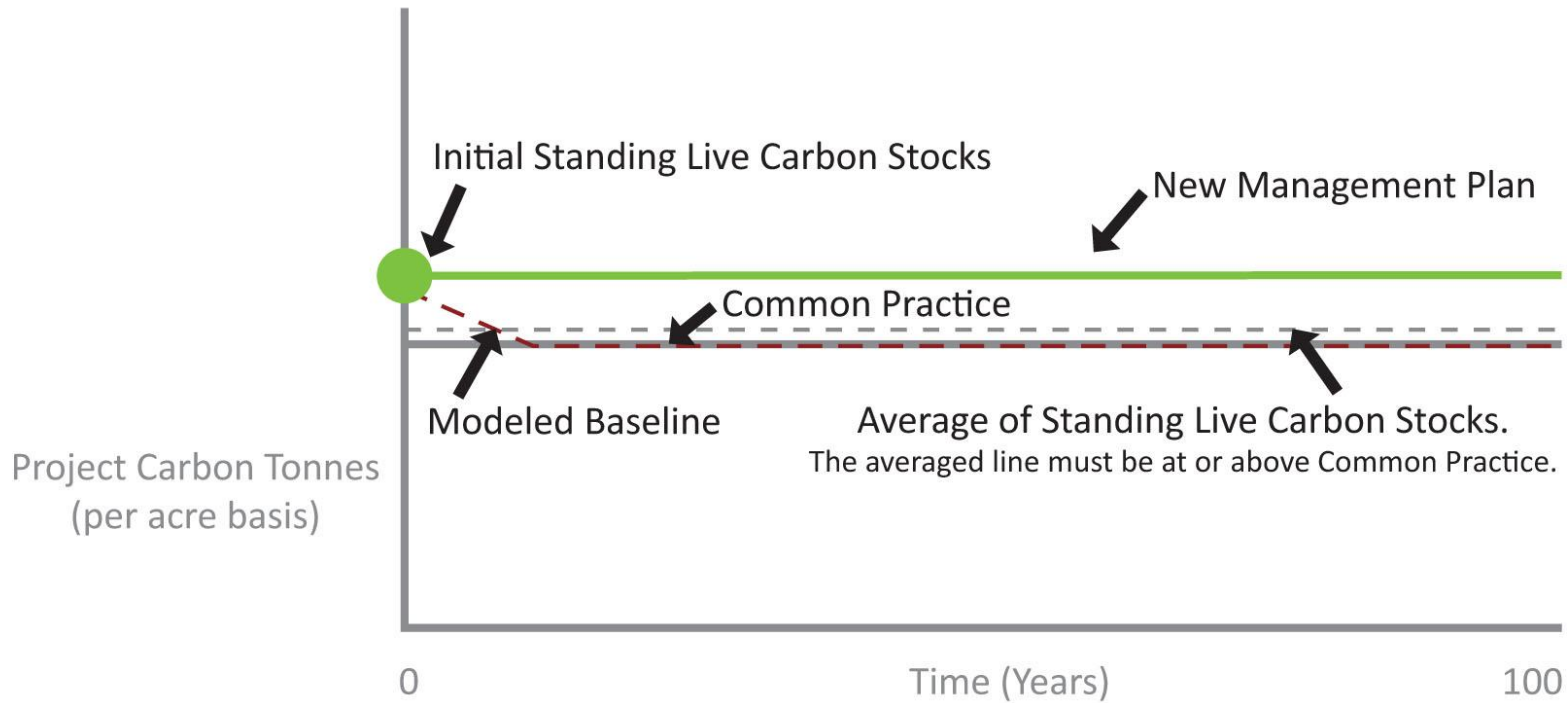 Initial Standing Live Carbon Stocks
New Management Plan
Common Practice
Modeled Baseline
Average of Standing Live Carbon Stocks.
The averaged line must be at or above Common Practice.
Project Carbon Tonnes
(per acre basis)
0
Time (Years)
100